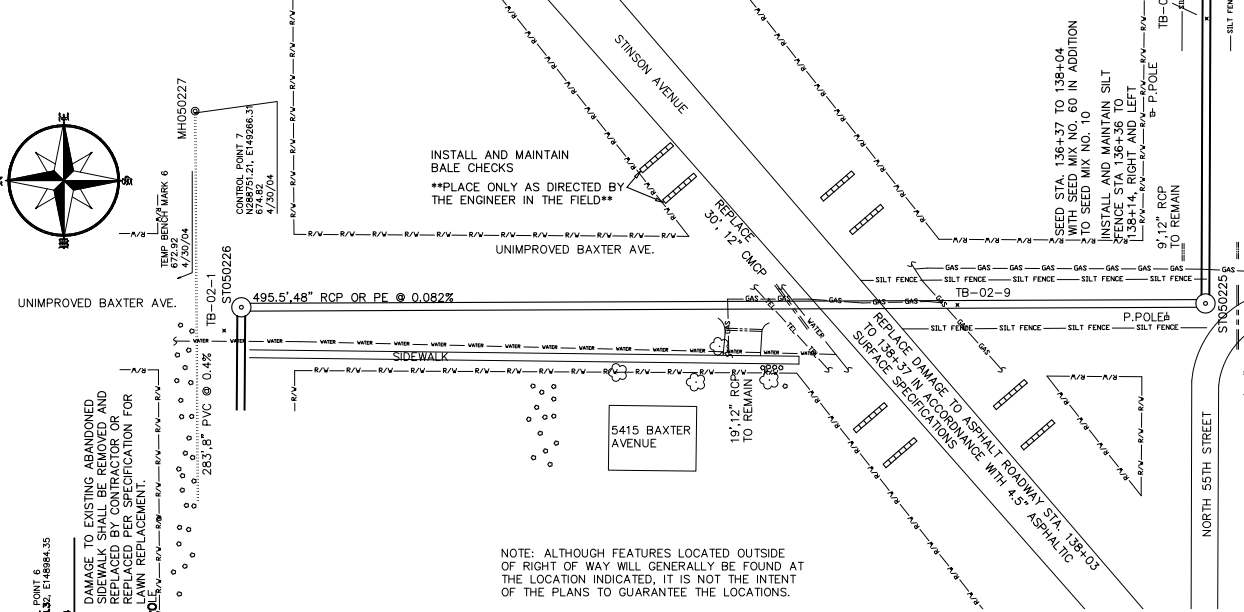 STINSON AVENUE
MH050227
CONTROL POINT 7
N288751.21, E149266.31
674.82
4/30/04
TEMP BENCH MARK 6
672.92
4/30/04
INSTALL AND MAINTAIN
BALE CHECKS
**PLACE ONLY AS DIRECTED BY
THE ENGINEER IN THE FIELD**
SEED STA. 136+37 TO 138+04
WITH SEED MIX NO. 60 IN ADDITION
TO SEED MIX NO. 10
INSTALL AND MAINTAIN SILT
FENCE STA 136+36 TO
138+14, RIGHT AND LEFT
P.POLE
9',12" RCP
TO REMAIN
UNIMPROVED BAXTER AVE.
REPLACE
30', 12" CMCP
UNIMPROVED BAXTER AVE.
TB-02-1
ST050226
495.5',48" RCP OR PE @ 0.082%
TB-02-9
P.POLE
ST050225
SILT FENCE
GAS
TEL
WATER
R/W
SIDEWALK
283',8" PVC @ 0.4%
19',12" RCP
TO REMAIN
5415 BAXTER
AVENUE
REPLACE DAMAGE TO ASPHALT ROADWAY STA. 138+03
TO 138+37 IN ACCORDNANCE WITH 4.5" ASPHALTIC
SURFACE SPECIFICATIONS
NORTH 55TH STREET
DAMAGE TO EXISTING ABANDONED
SIDEWALK SHALL BE REMOVED AND
REPLACED BY CONTRACTOR OR
REPLACED PER SPECIFICATION FOR
LAWN REPLACEMENT.
POINT 6
E148984.35
NOTE: ALTHOUGH FEATURES LOCATED OUTSIDE
OF RIGHT OF WAY WILL GENERALLY BE FOUND AT
THE LOCATION INDICATED, IT IS NOT THE INTENT
OF THE PLANS TO GUARANTEE THE LOCATIONS.